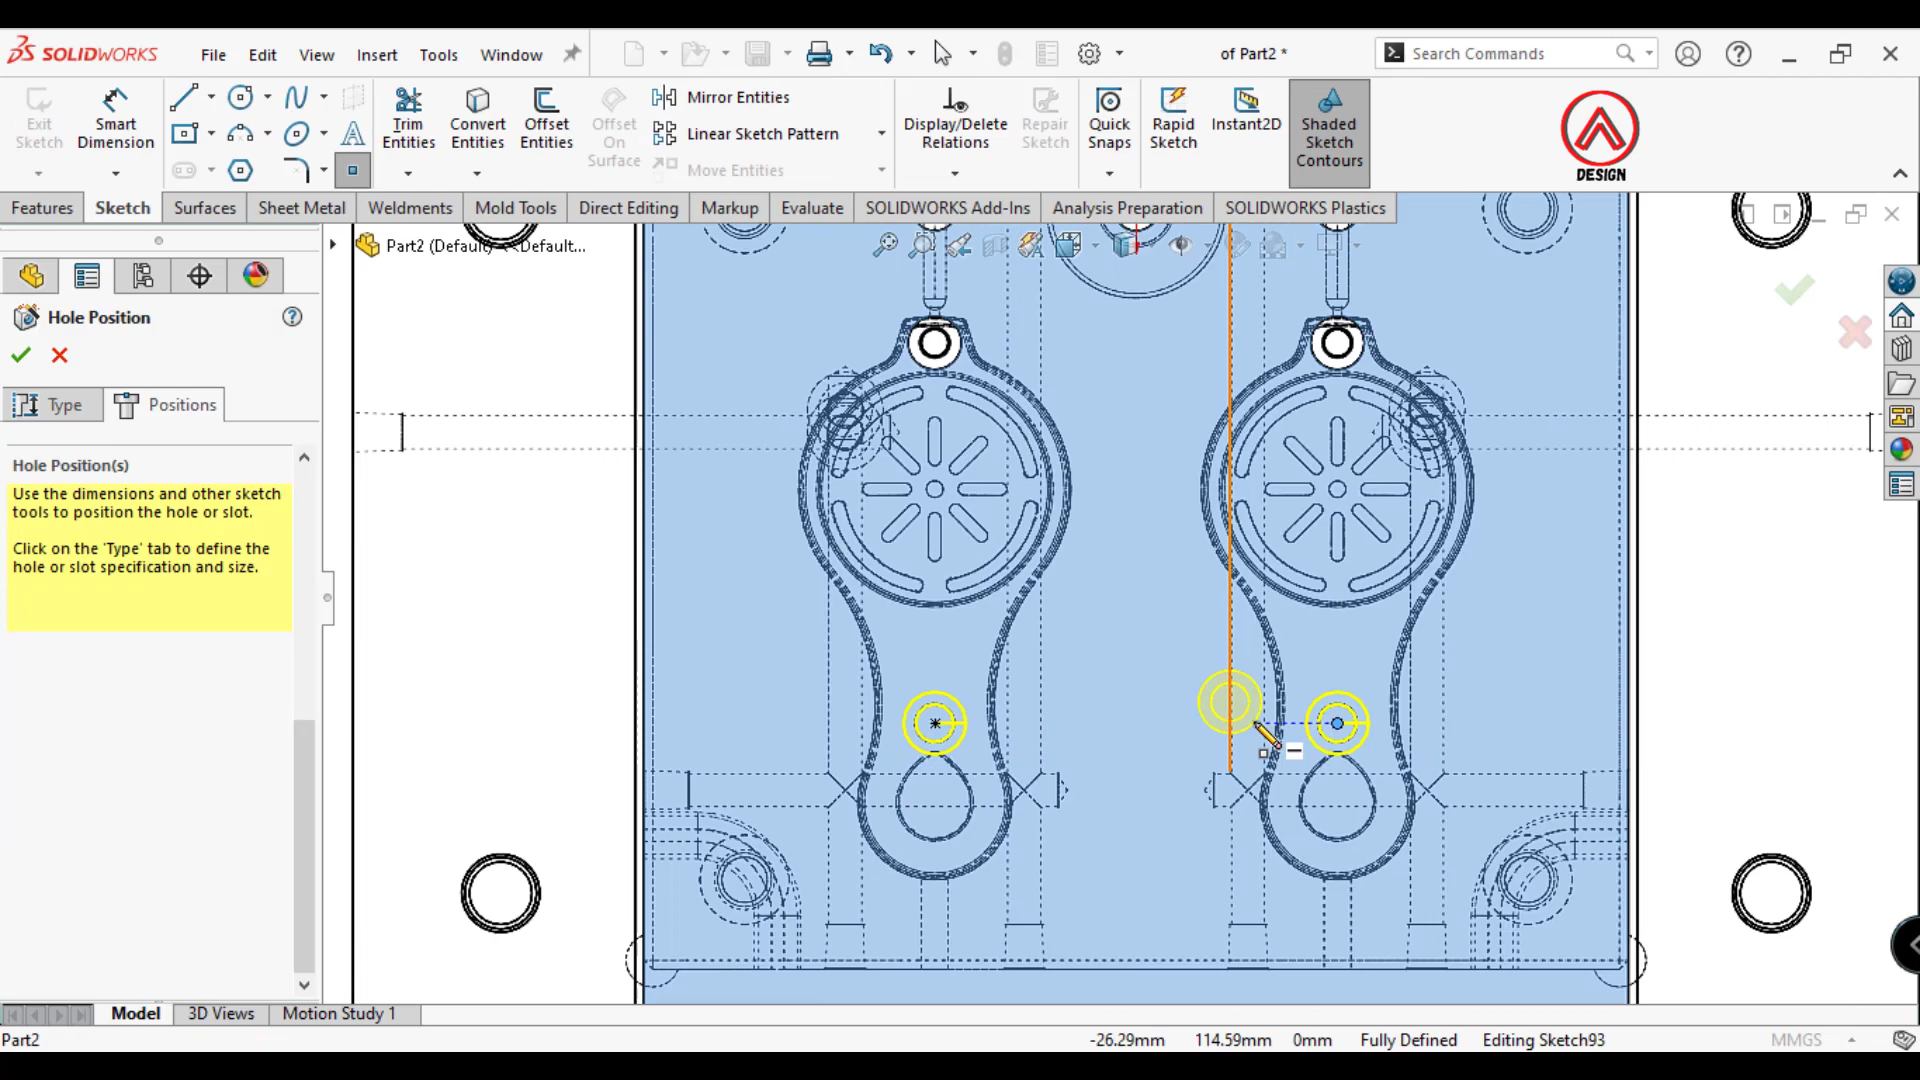 SOLIDWORKS File Edit View Insert Tools Window of Part2 * Search Commands
Exit Sketch
Smart Dimension
Trim Entities
Convert Entities
Offset Entities
Offset On Surface
Mirror Entities
Linear Sketch Pattern
Move Entities
Display/Delete Relations
Repair Sketch
Quick Snaps
Rapid Sketch
Instant2D
Shaded Sketch Contours
DESIGN
Features Sketch Surfaces Sheet Metal Weldments Mold Tools Direct Editing Markup Evaluate SOLIDWORKS Add-Ins Analysis Preparation SOLIDWORKS Plastics
Part2 (Default) << Default...
Hole Position
Type Positions
Hole Position(s)
Use the dimensions and other sketch
tools to position the hole or slot.
Click on the 'Type' tab to define the
hole or slot specification and size.
Model 3D Views Motion Study 1
Part2 -26.29mm 114.59mm 0mm Fully Defined Editing Sketch93 MMGS